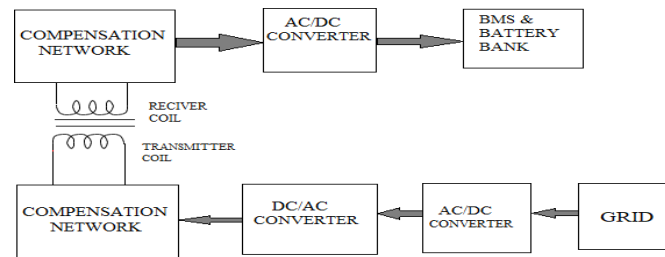 COMPENSATION
NETWORK
AC/DC
CONVERTER
BMS &
BATTERY
BANK
RECIVER
COIL
TRANSMITTER
COIL
COMPENSATION
NETWORK
DC/AC
CONVERTER
AC/DC
CONVERTER
GRID